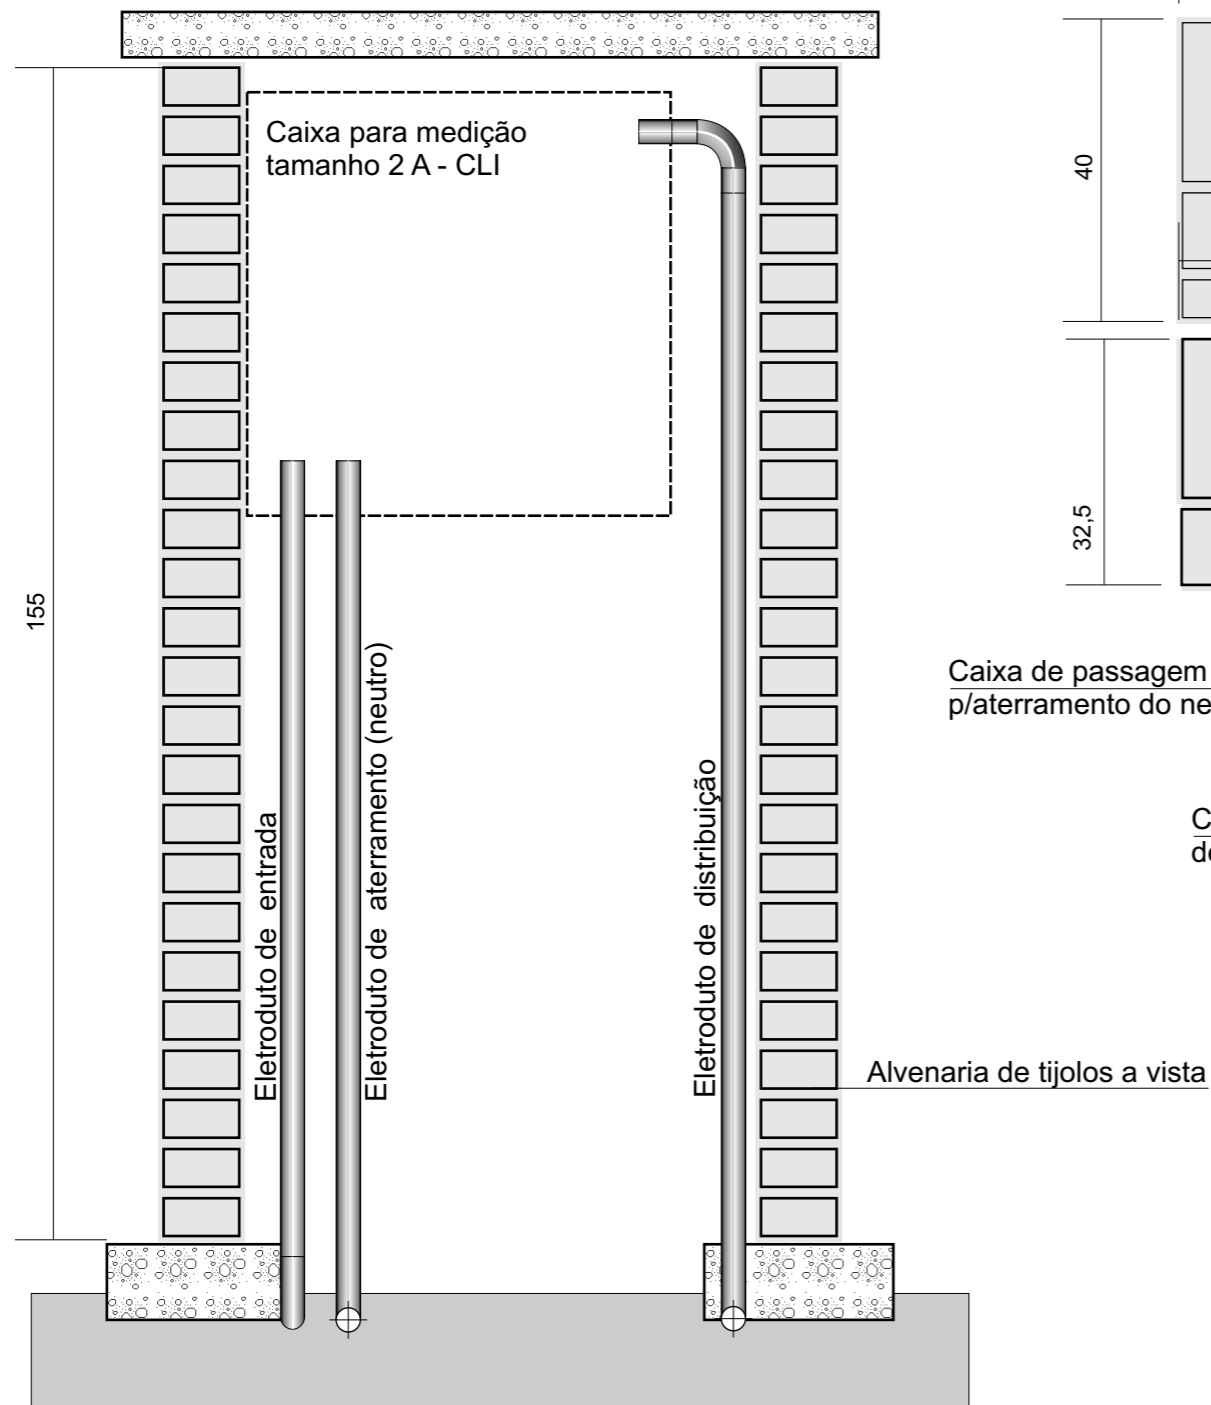 Caixa para medição
tamanho 2 A - CLI
40
32,5
155
Eletroduto de entrada
Eletroduto de aterramento (neutro)
Eletroduto de distribuição
Caixa de passagem
p/aterramento do ne
C
de
Alvenaria de tijolos a vista